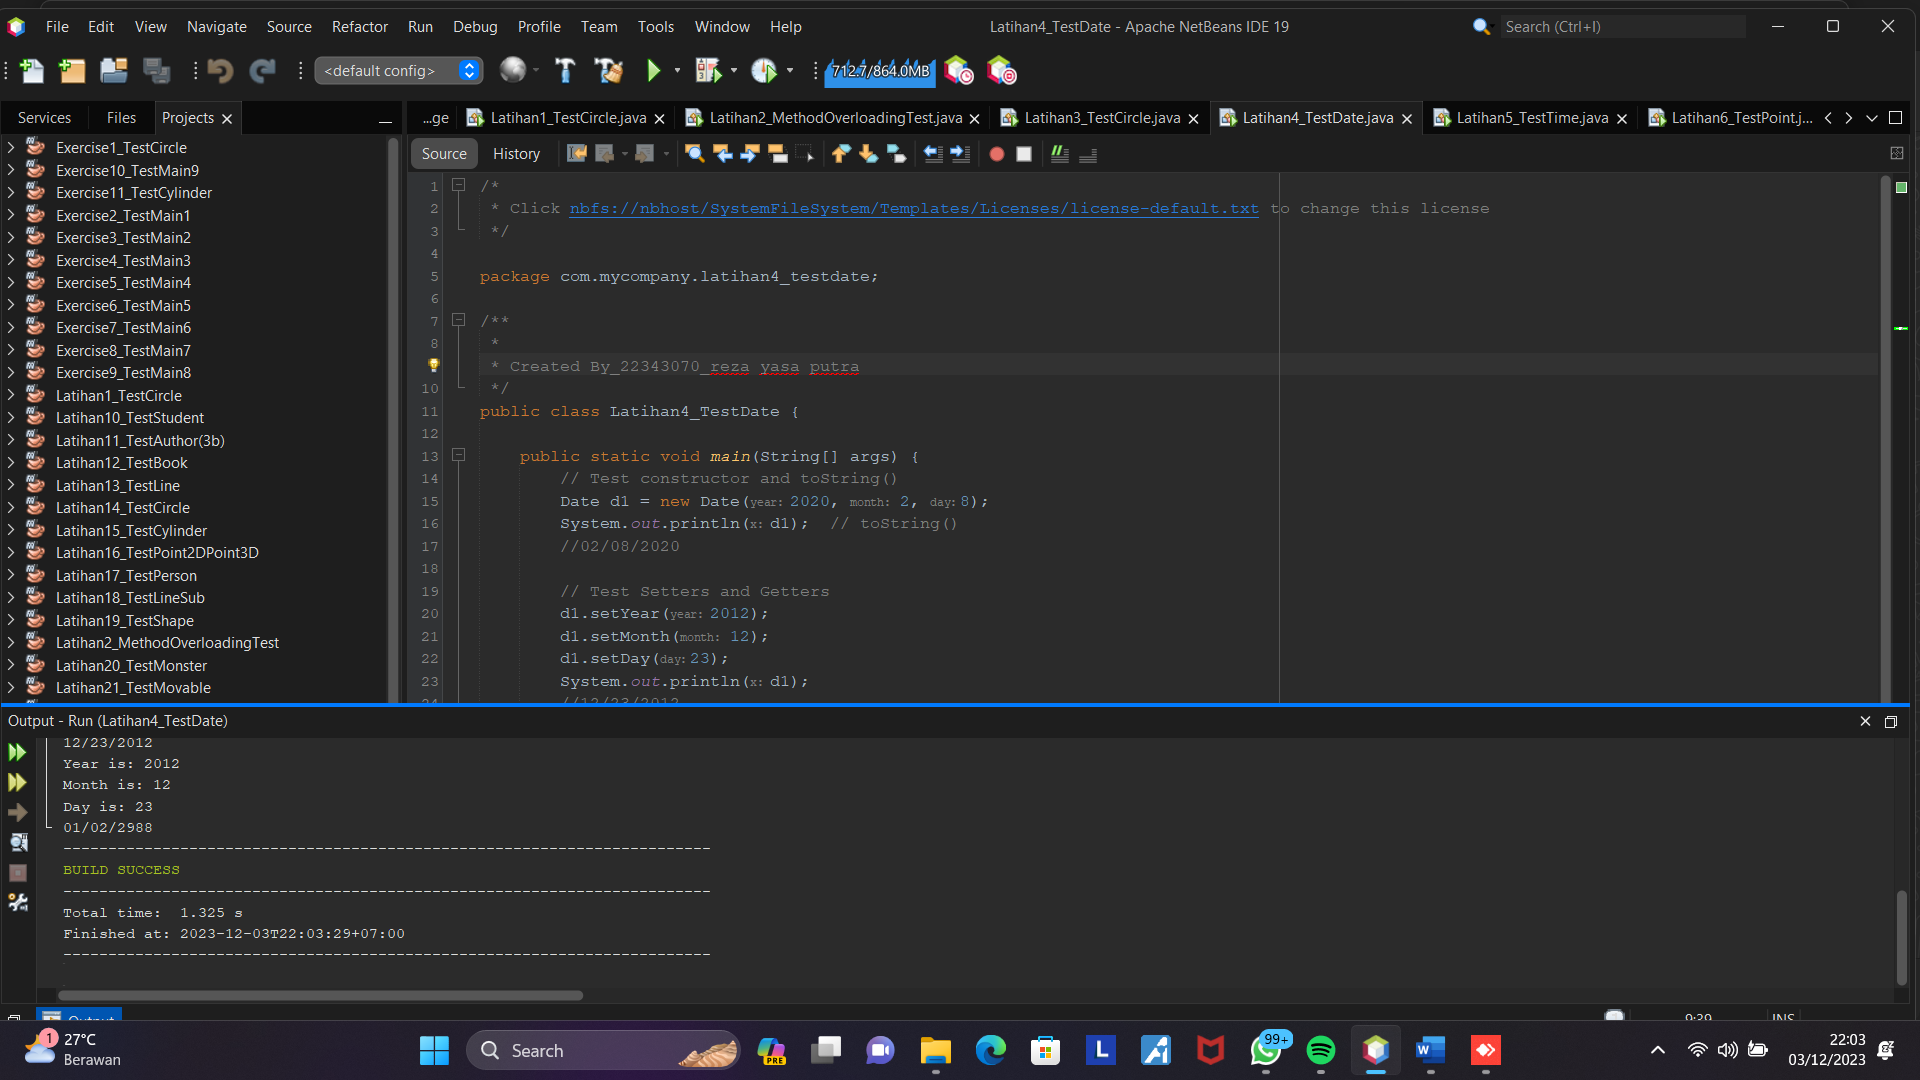 File Edit View Navigate Source Refactor Run Debug Profile Team Tools Window Help
Latihan4_TestDate - Apache NetBeans IDE 19
Search (Ctrl+I)
<default config>
712.7/864.0MB
Services Files Projects
...ge Latihan1_TestCircle.java Latihan2_MethodOverloadingTest.java Latihan3_TestCircle.java Latihan4_TestDate.java Latihan5_TestTime.java Latihan6_TestPoint.j...
Source History
Exercise1_TestCircle
Exercise10_TestMain9
Exercise11_TestCylinder
Exercise2_TestMain1
Exercise3_TestMain2
Exercise4_TestMain3
Exercise5_TestMain4
Exercise6_TestMain5
Exercise7_TestMain6
Exercise8_TestMain7
Exercise9_TestMain8
Latihan1_TestCircle
Latihan10_TestStudent
Latihan11_TestAuthor(3b)
Latihan12_TestBook
Latihan13_TestLine
Latihan14_TestCircle
Latihan15_TestCylinder
Latihan16_TestPoint2DPoint3D
Latihan17_TestPerson
Latihan18_TestLineSub
Latihan19_TestShape
Latihan2_MethodOverloadingTest
Latihan20_TestMonster
Latihan21_TestMovable
1 /*
2 * Click nbfs://nbhost/SystemFileSystem/Templates/Licenses/license-default.txt to change this license
3 */
4
5 package com.mycompany.latihan4_testdate;
6
7 /**
8 *
* Created By_22343070_reza yasa putra
10 */
11 public class Latihan4_TestDate {
12
13 public static void main(String[] args) {
14 // Test constructor and toString()
15 Date d1 = new Date(year: 2020, month: 2, day: 8);
16 System.out.println(x: d1); // toString()
17 //02/08/2020
18
19 // Test Setters and Getters
20 d1.setYear(year: 2012);
21 d1.setMonth(month: 12);
22 d1.setDay(day: 23);
23 System.out.println(x: d1);
24 //12/23/2012
Output - Run (Latihan4_TestDate)
12/23/2012
Year is: 2012
Month is: 12
Day is: 23
01/02/2988
------------------------------------------------------------------------
BUILD SUCCESS
------------------------------------------------------------------------
Total time: 1.325 s
Finished at: 2023-12-03T22:03:29+07:00
------------------------------------------------------------------------
Output
9:39 INS
1
27°C
Berawan
Search
PRE
L
99+
W
22:03
03/12/2023